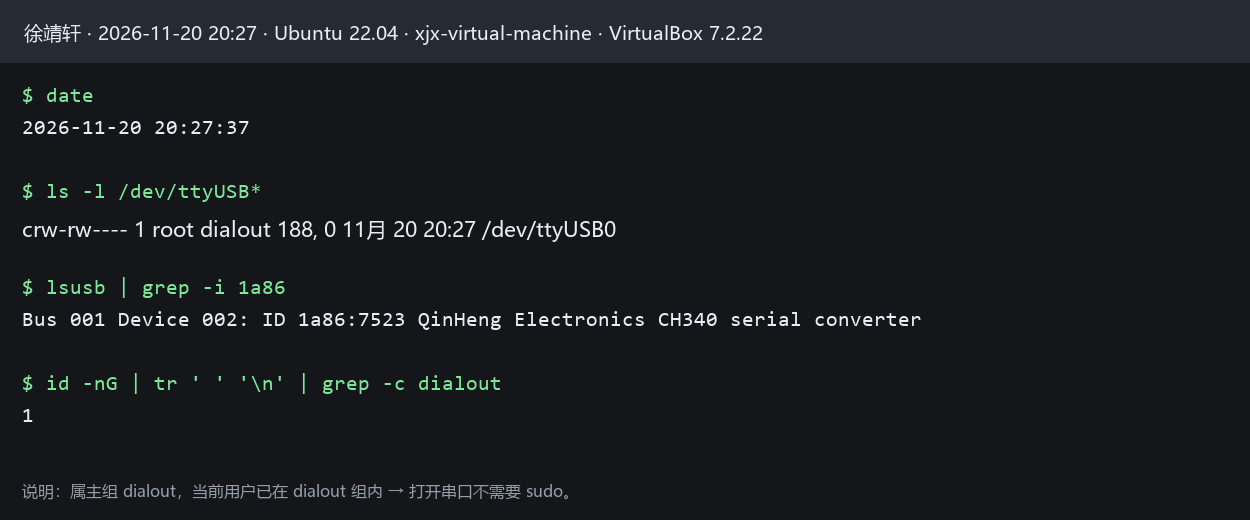 徐靖轩 · 2026-11-20 20:27 · Ubuntu 22.04 · xjx-virtual-machine · VirtualBox 7.2.22
$ date
2026-11-20 20:27:37
$ ls -l /dev/ttyUSB*
crw-rw---- 1 root dialout 188, 0 11月 20 20:27 /dev/ttyUSB0
$ lsusb | grep -i 1a86
Bus 001 Device 002: ID 1a86:7523 QinHeng Electronics CH340 serial converter
$ id -nG | tr ' ' '\n' | grep -c dialout
1
说明：属主组 dialout，当前用户已在 dialout 组内 → 打开串口不需要 sudo。